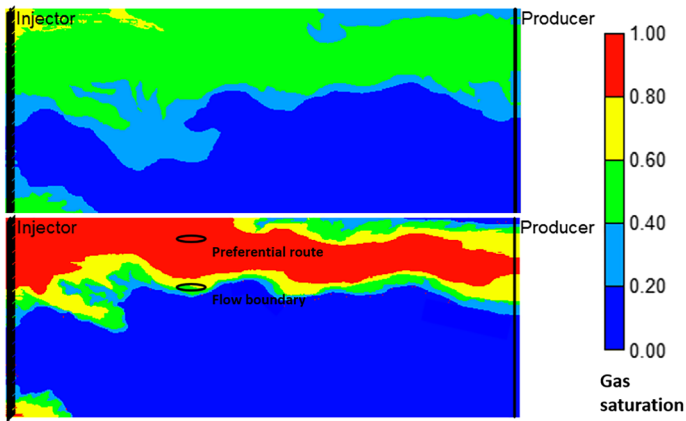 Injector
Producer
1.00
0.80
0.60
0.40
0.20
0.00
Gas
saturation
Injector
Producer
Preferential route
Flow boundary